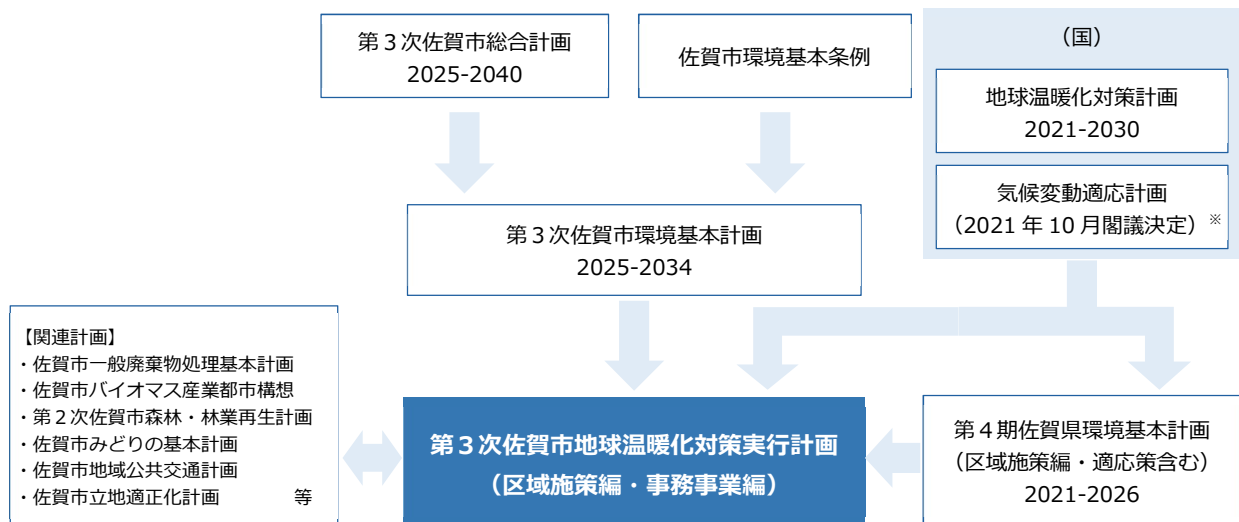 第３次佐賀市総合計画
2025-2040
佐賀市環境基本条例
（国）
地球温暖化対策計画
2021-2030
気候変動適応計画
（2021 年 10 月閣議決定）※
第３次佐賀市環境基本計画
2025-2034
【関連計画】
・佐賀市一般廃棄物処理基本計画
・佐賀市バイオマス産業都市構想
・第２次佐賀市森林・林業再生計画
・佐賀市みどりの基本計画
・佐賀市地域公共交通計画
・佐賀市立地適正化計画　　　等
第３次佐賀市地球温暖化対策実行計画
（区域施策編・事務事業編）
第４期佐賀県環境基本計画
（区域施策編・適応策含む）
2021-2026